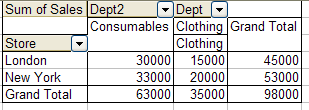 Sum of Sales Dept2 Dept
Consumables Clothing Grand Total
Store Clothing
London 30000 15000 45000
New York 33000 20000 53000
Grand Total 63000 35000 98000